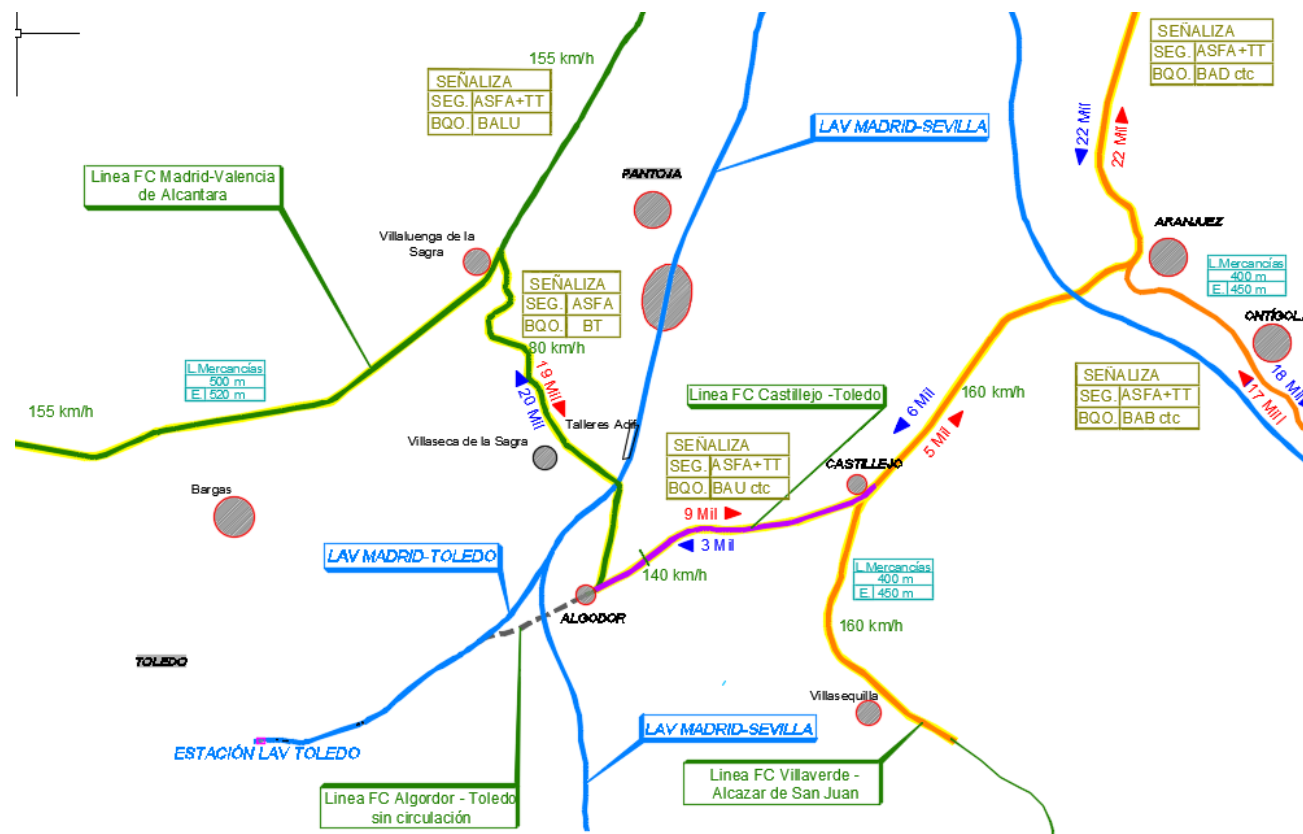 155 km/h
SEÑALIZA
SEG. ASFA+TT
BQO. BALU
LAV MADRID-SEVILLA
SEÑALIZA
SEG. ASFA+TT
BQO. BAD ctc
22 Mil
22 Mil
Linea FC Madrid-Valencia
de Alcantara
PANTOJA
Villaluenga de la
Sagra
ARANJUEZ
L.Mercancías
400 m
E. 450 m
ONTÍGOLA
SEÑALIZA
SEG. ASFA
BQO. BT
80 km/h
19 Mil
20 Mil
L.Mercancías
500 m
E. 520 m
155 km/h
Linea FC Castillejo -Toledo
160 km/h
6 Mil
5 Mil
SEÑALIZA
SEG. ASFA+TT
BQO. BAB ctc
18 Mil
17 Mil
Talleres Adif
Villaseca de la Sagra
SEÑALIZA
SEG. ASFA+TT
BQO. BAU ctc
CASTILLEJO
Bargas
9 Mil
3 Mil
LAV MADRID-TOLEDO
140 km/h
L.Mercancías
400 m
E. 450 m
ALGODOR
160 km/h
TOLEDO
Villasequilla
LAV MADRID-SEVILLA
ESTACIÓN LAV TOLEDO
Linea FC Algordor - Toledo
sin circulación
Linea FC Villaverde -
Alcazar de San Juan